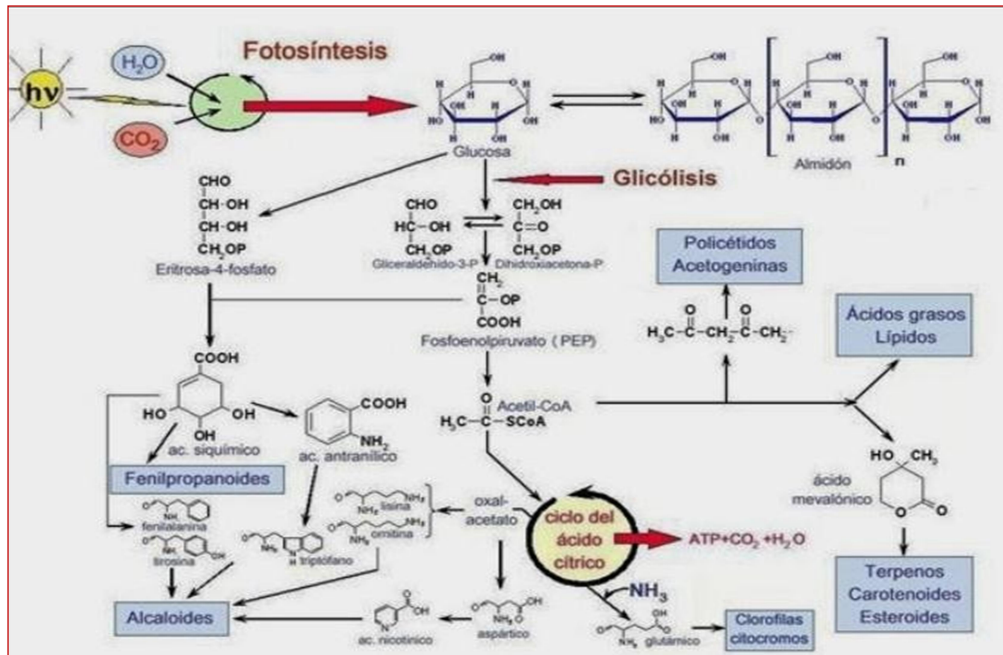 Fotosíntesis
H₂O
hν
CO₂
Glucosa
Almidón
n
Glicólisis
CHO
CH-OH
CH-OH
CH₂OP
Eritrosa-4-fosfato
CHO
HC-OH
CH₂OP
Gliceraldehido-3-P
CH₂OH
C=O
CH₂OP
Dihidroxiacetona-P
CH₂
C-OP
COOH
Fosfoenolpiruvato (PEP)
Policétidos
Acetogeninas
Ácidos grasos
Lípidos
O O
H₃C-C-CH₂-C-CH₂-
COOH
HO OH
OH
ac. siquímico
COOH
NH₂
ac. antranílico
O
H₃C-C-SCoA
Acetil-CoA
HO CH₃
O
O
ácido
mevalónico
Fenilpropanoides
fenilalanina
tirosina
triptófano
lisina
ornitina
oxal-
acetato
ciclo del
ácido
cítrico
ATP+CO₂+H₂O
NH₃
Terpenos
Carotenoides
Esteroides
Alcaloides
ac. nicotínico
aspártico
glutámico
Clorofilas
citocromos